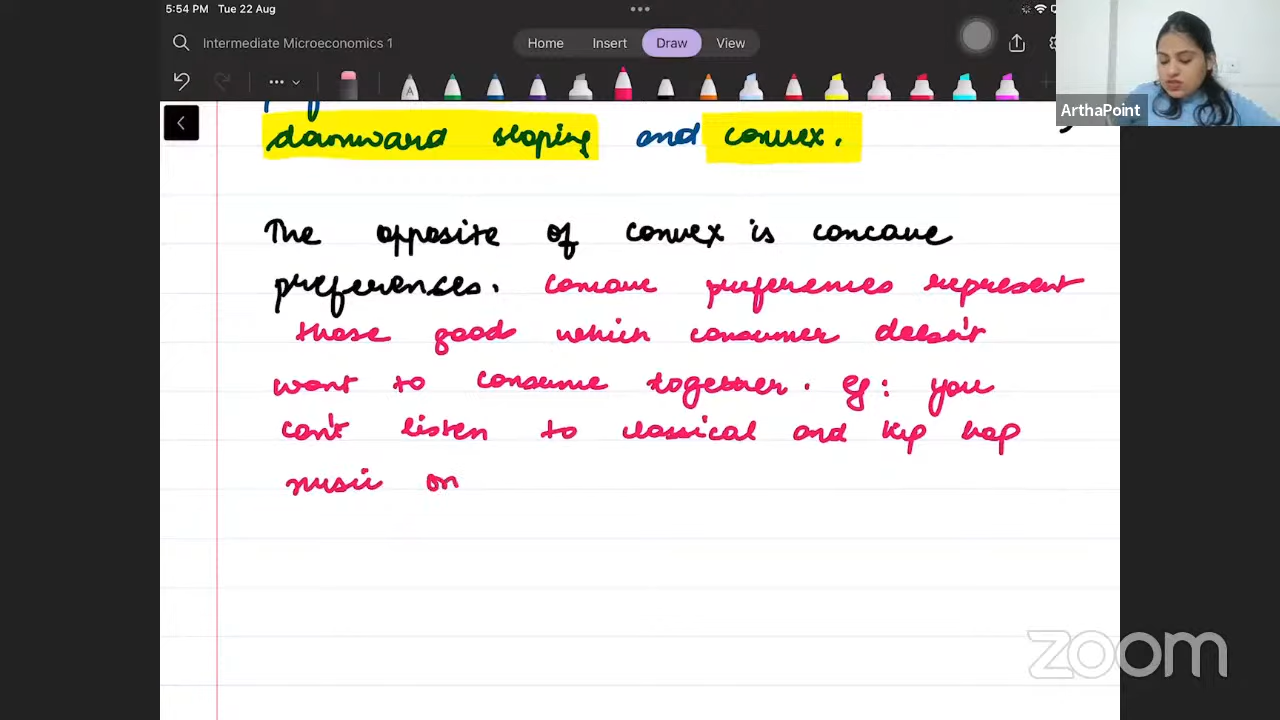 5:54 PM Tue 22 Aug
Intermediate Microeconomics 1
Home Insert Draw View
ArthaPoint
downward sloping and convex.
The opposite of convex is concave
preferences. Concave preferences represent
those goods which consumer doesn't
want to consume together. Eg: you
can't listen to classical and hip hop
music on
zoom